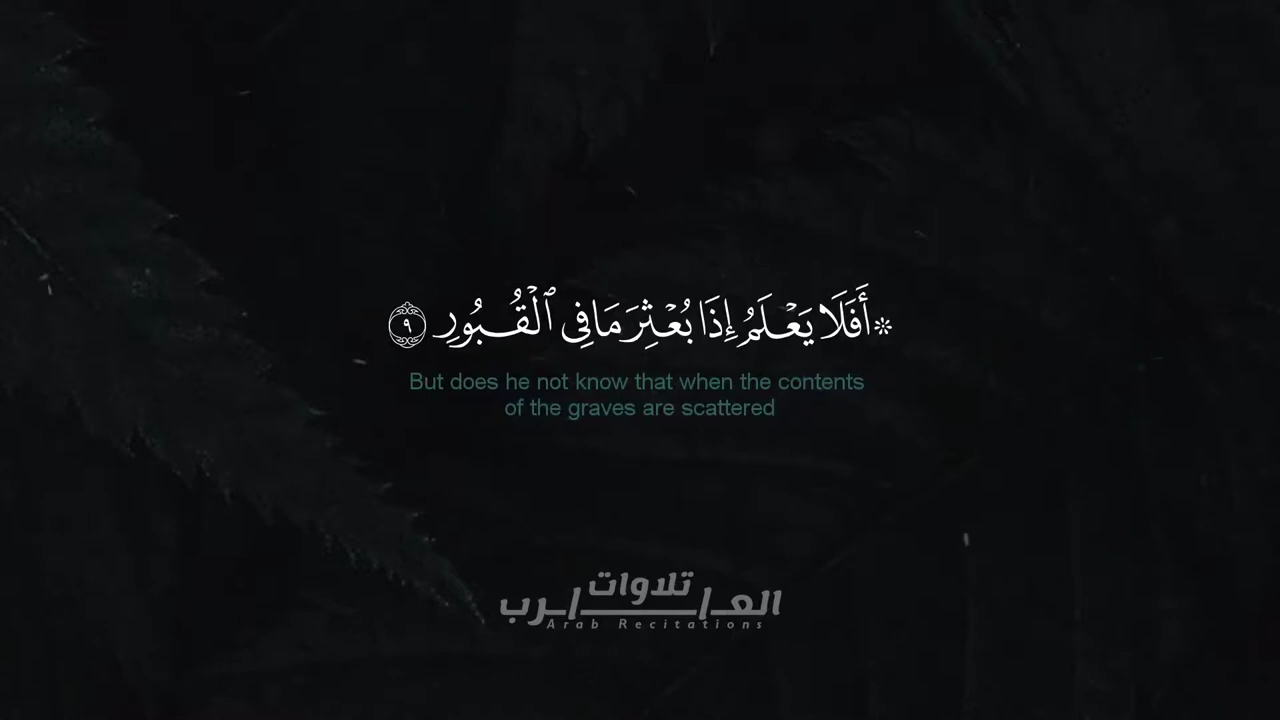 ۞ أَفَلَا يَعْلَمُ إِذَا بُعْثِرَ مَا فِى ٱلْقُبُورِ ٩
But does he not know that when the contents
of the graves are scattered
تلاوات
العـــرب
Arab Recitations